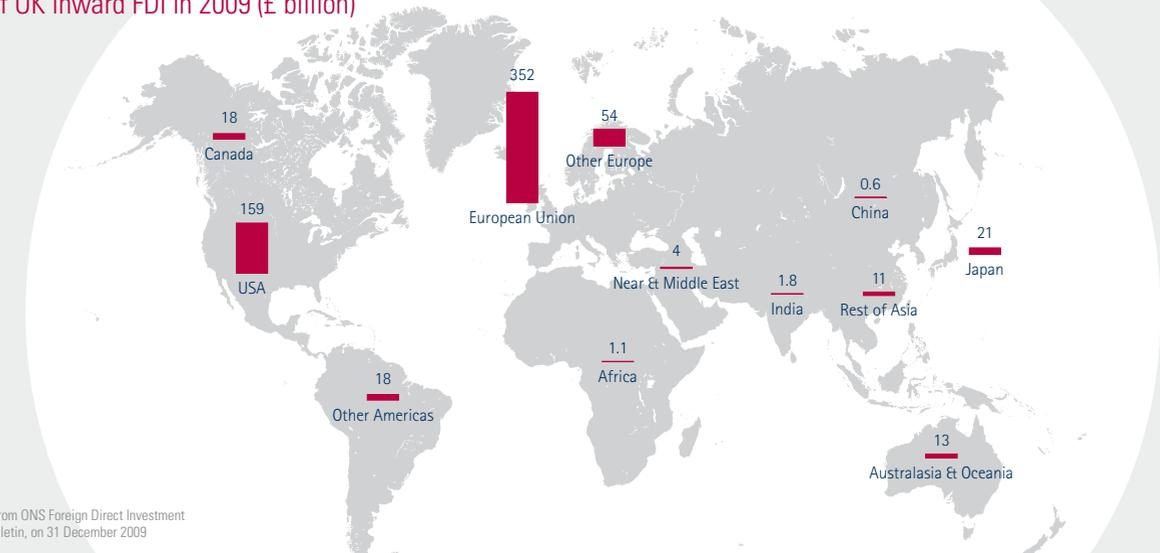 UK Inward FDI in 2009 (£ billion)
352
54
Other Europe
18
Canada
0.6
China
159
USA
European Union
21
Japan
4
Near & Middle East
1.8
India
11
Rest of Asia
1.1
Africa
18
Other Americas
13
Australasia & Oceania
ONS Foreign Direct Investment
on 31 December 2009